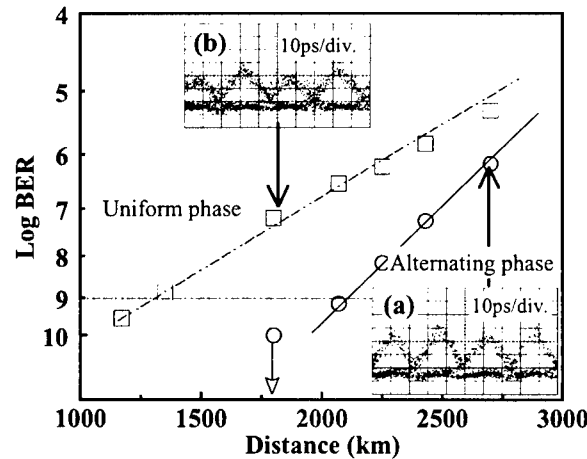 4
(b)
10ps/div.
5
6
Uniform phase
7
Log BER
8
Alternating phase
9
(a)
10ps/div.
10
1000
1500
2000
2500
3000
Distance (km)